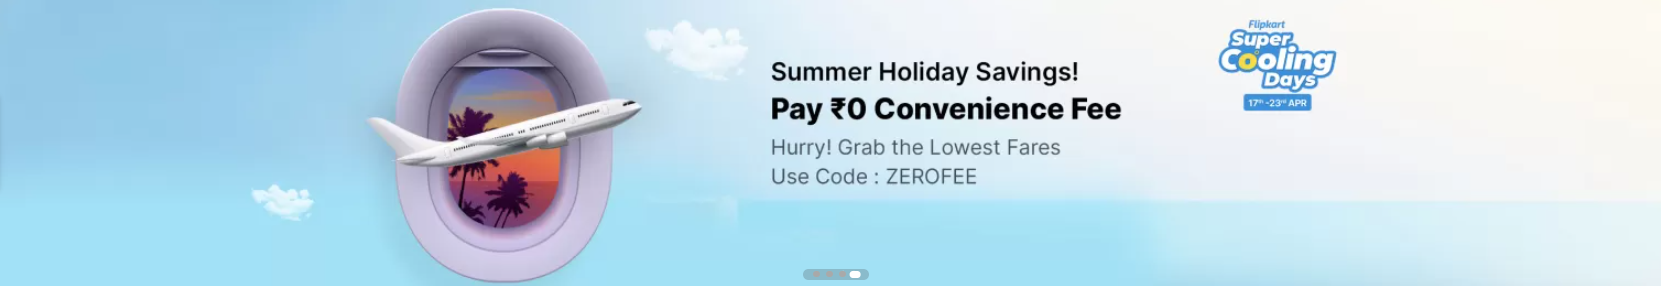 Summer Holiday Savings!
Pay ₹0 Convenience Fee
Hurry! Grab the Lowest Fares
Use Code : ZEROFEE
Flipkart
Super
Cooling
Days
17th -23rd APR